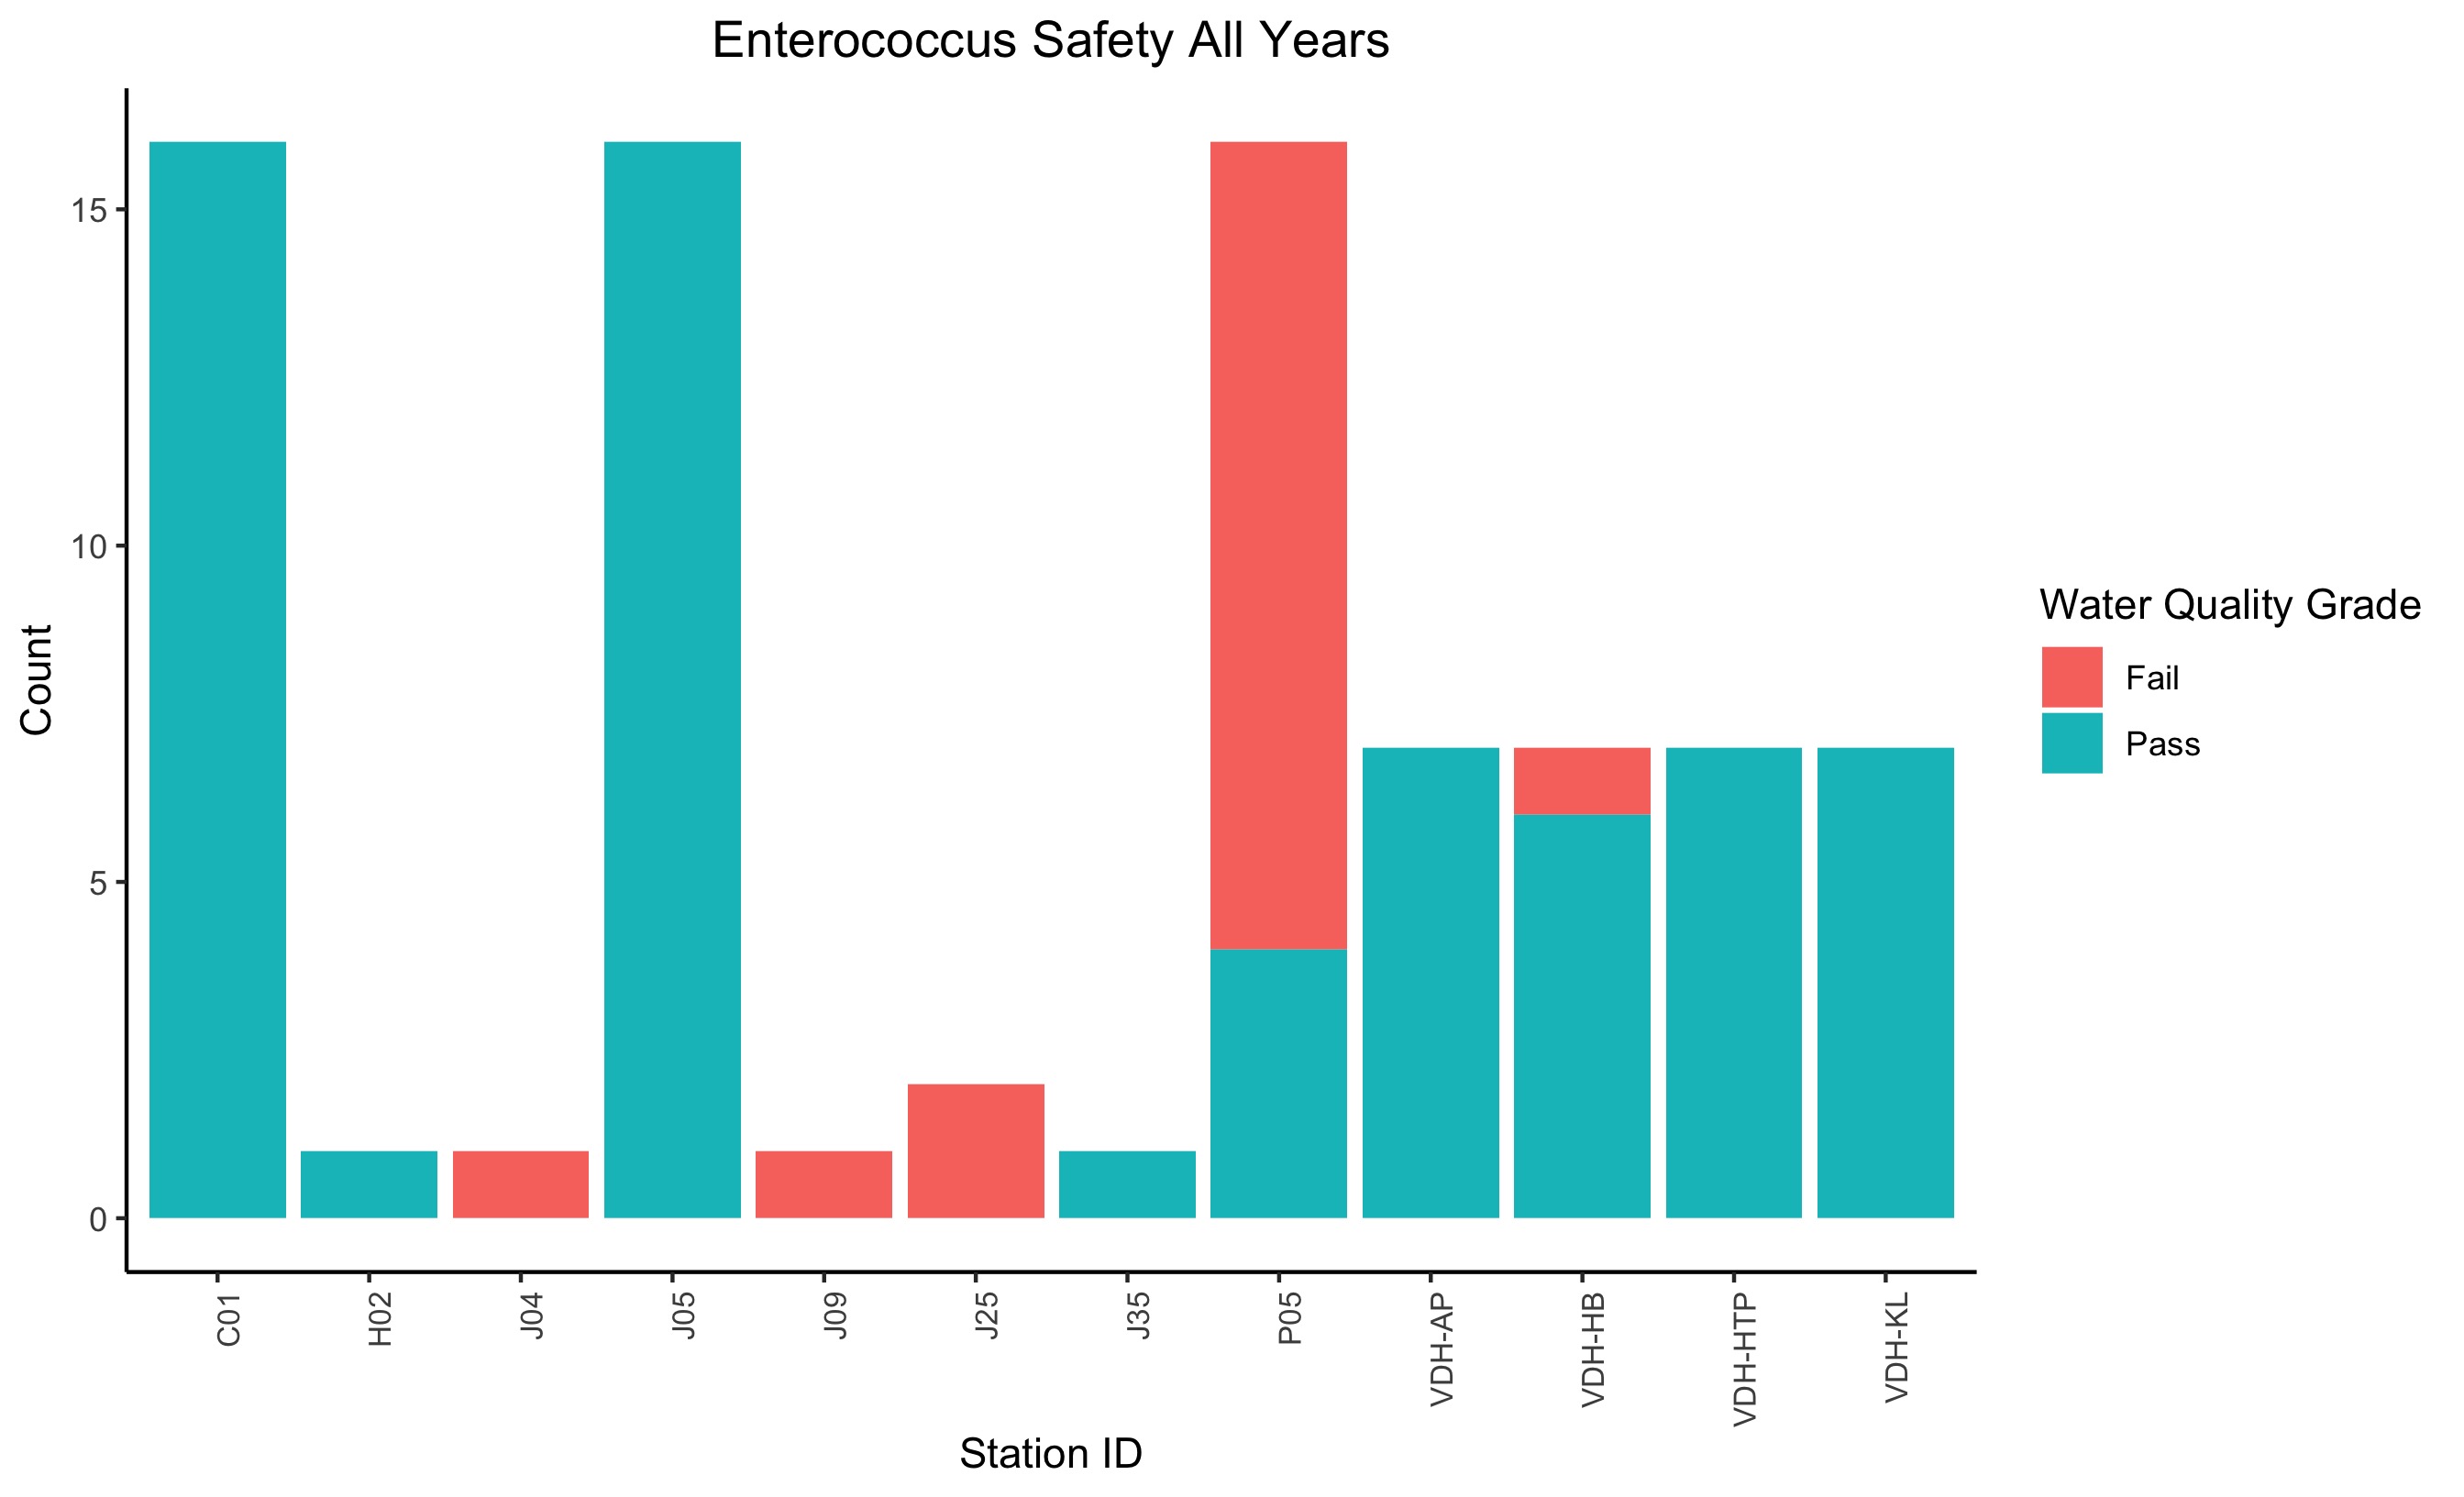 Enterococcus Safety All Years
Count
15
10
5
0
C01
H02
J04
J05
J09
J25
J35
P05
VDH-AP
VDH-HB
VDH-HTP
VDH-KL
Station ID
Water Quality Grade
Fail
Pass